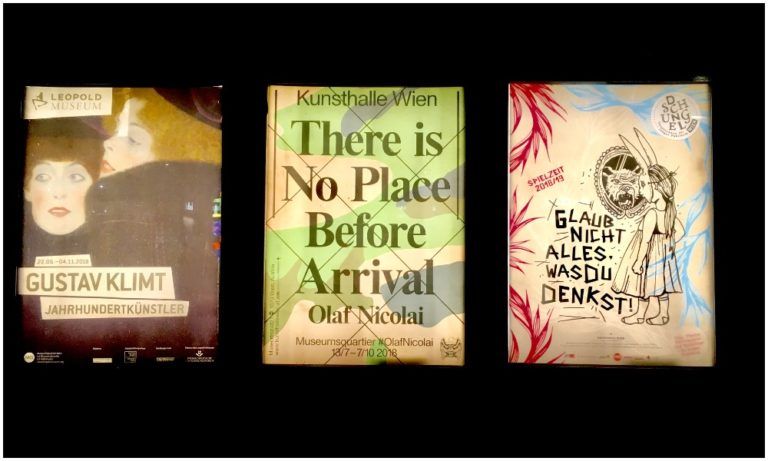 LEOPOLD
MUSEUM
22.06.–04.11.2018
GUSTAV KLIMT
JAHRHUNDERTKÜNSTLER
Kunsthalle Wien
There is
No Place
Before
Arrival
Olaf Nicolai
Museumsquartier #OlafNicolai
13/7–7/10 2018
DSCHUNGEL
SPIELZEIT
2018/19
GLAUB
NICHT
ALLES,
WAS DU
DENKST!